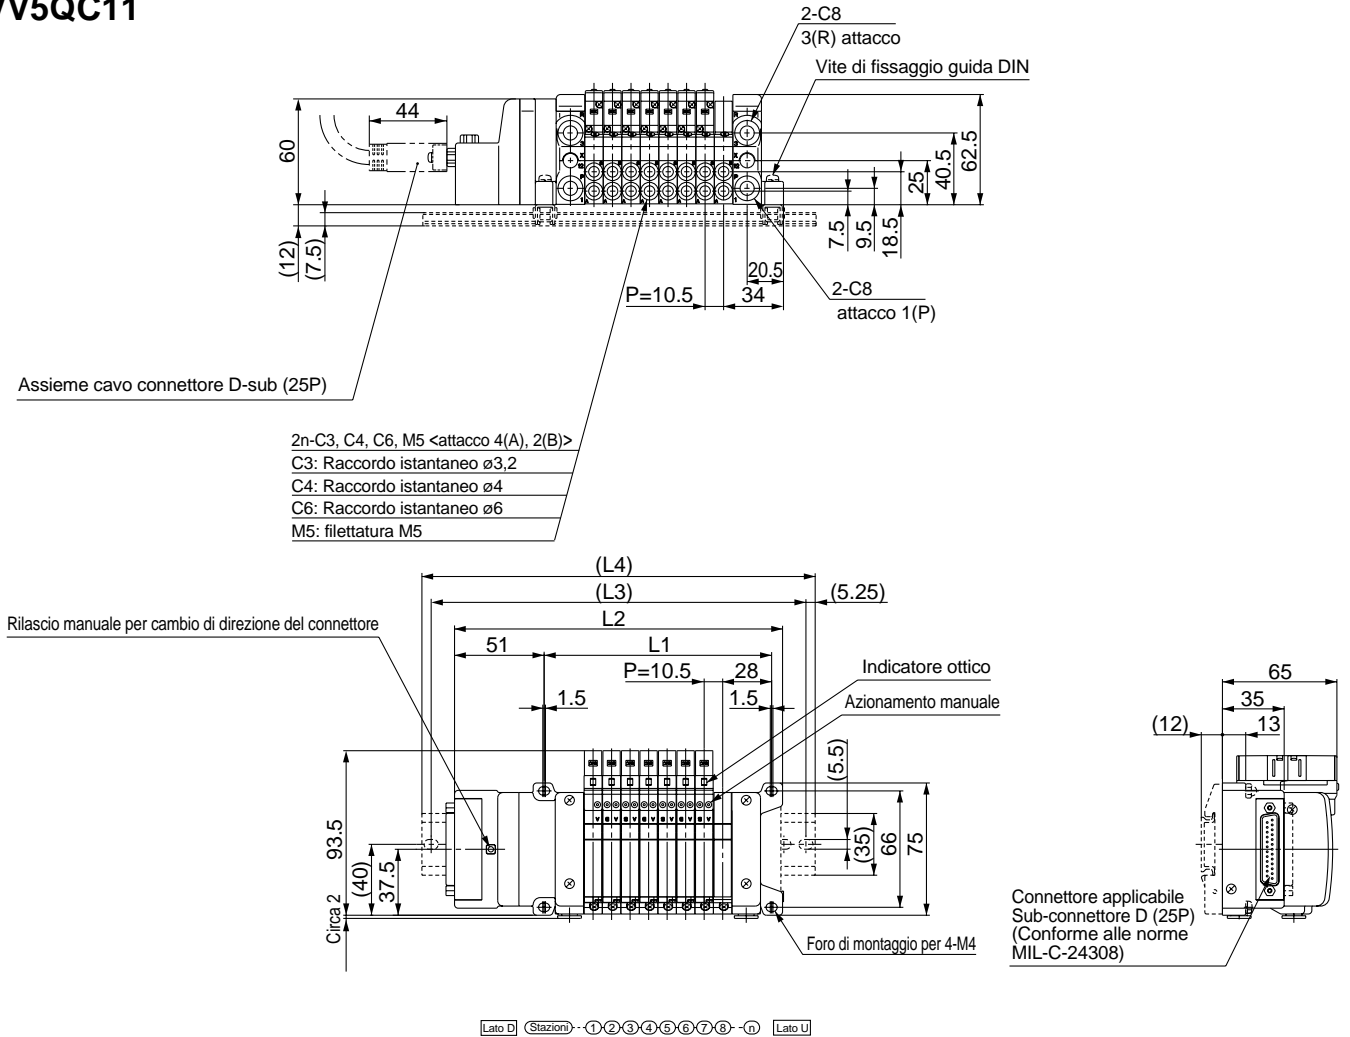 VV5QC11
2-C8
3(R) attacco
Vite di fissaggio guida DIN
44
60
(12)
(7.5)
62.5
40.5
25
18.5
9.5
7.5
20.5
P=10.5
34
2-C8
attacco 1(P)
Assieme cavo connettore D-sub (25P)
2n-C3, C4, C6, M5 <attacco 4(A), 2(B)>
C3: Raccordo istantaneo ø3,2
C4: Raccordo istantaneo ø4
C6: Raccordo istantaneo ø6
M5: filettatura M5
(L4)
(L3)
(5.25)
L2
Rilascio manuale per cambio di direzione del connettore
51
L1
P=10.5
28
Indicatore ottico
1.5
1.5
Azionamento manuale
93.5
(40)
37.5
Circa 2
(5.5)
(35)
66
75
Foro di montaggio per 4-M4
65
35
(12)
13
Connettore applicabile
Sub-connettore D (25P)
(Conforme alle norme
MIL-C-24308)
Lato D Stazioni 1 2 3 4 5 6 7 8 n Lato U